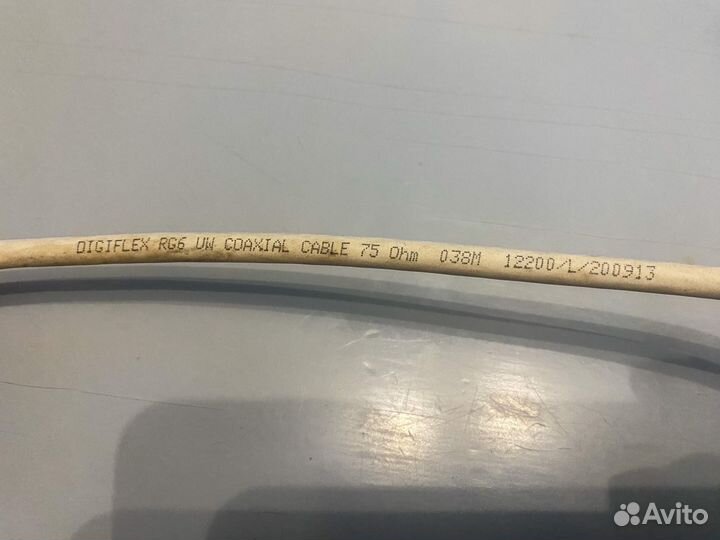 DIGIFLEX RG6 UW COAXIAL CABLE 75 Ohm 038M 12200/L/200913
Avito